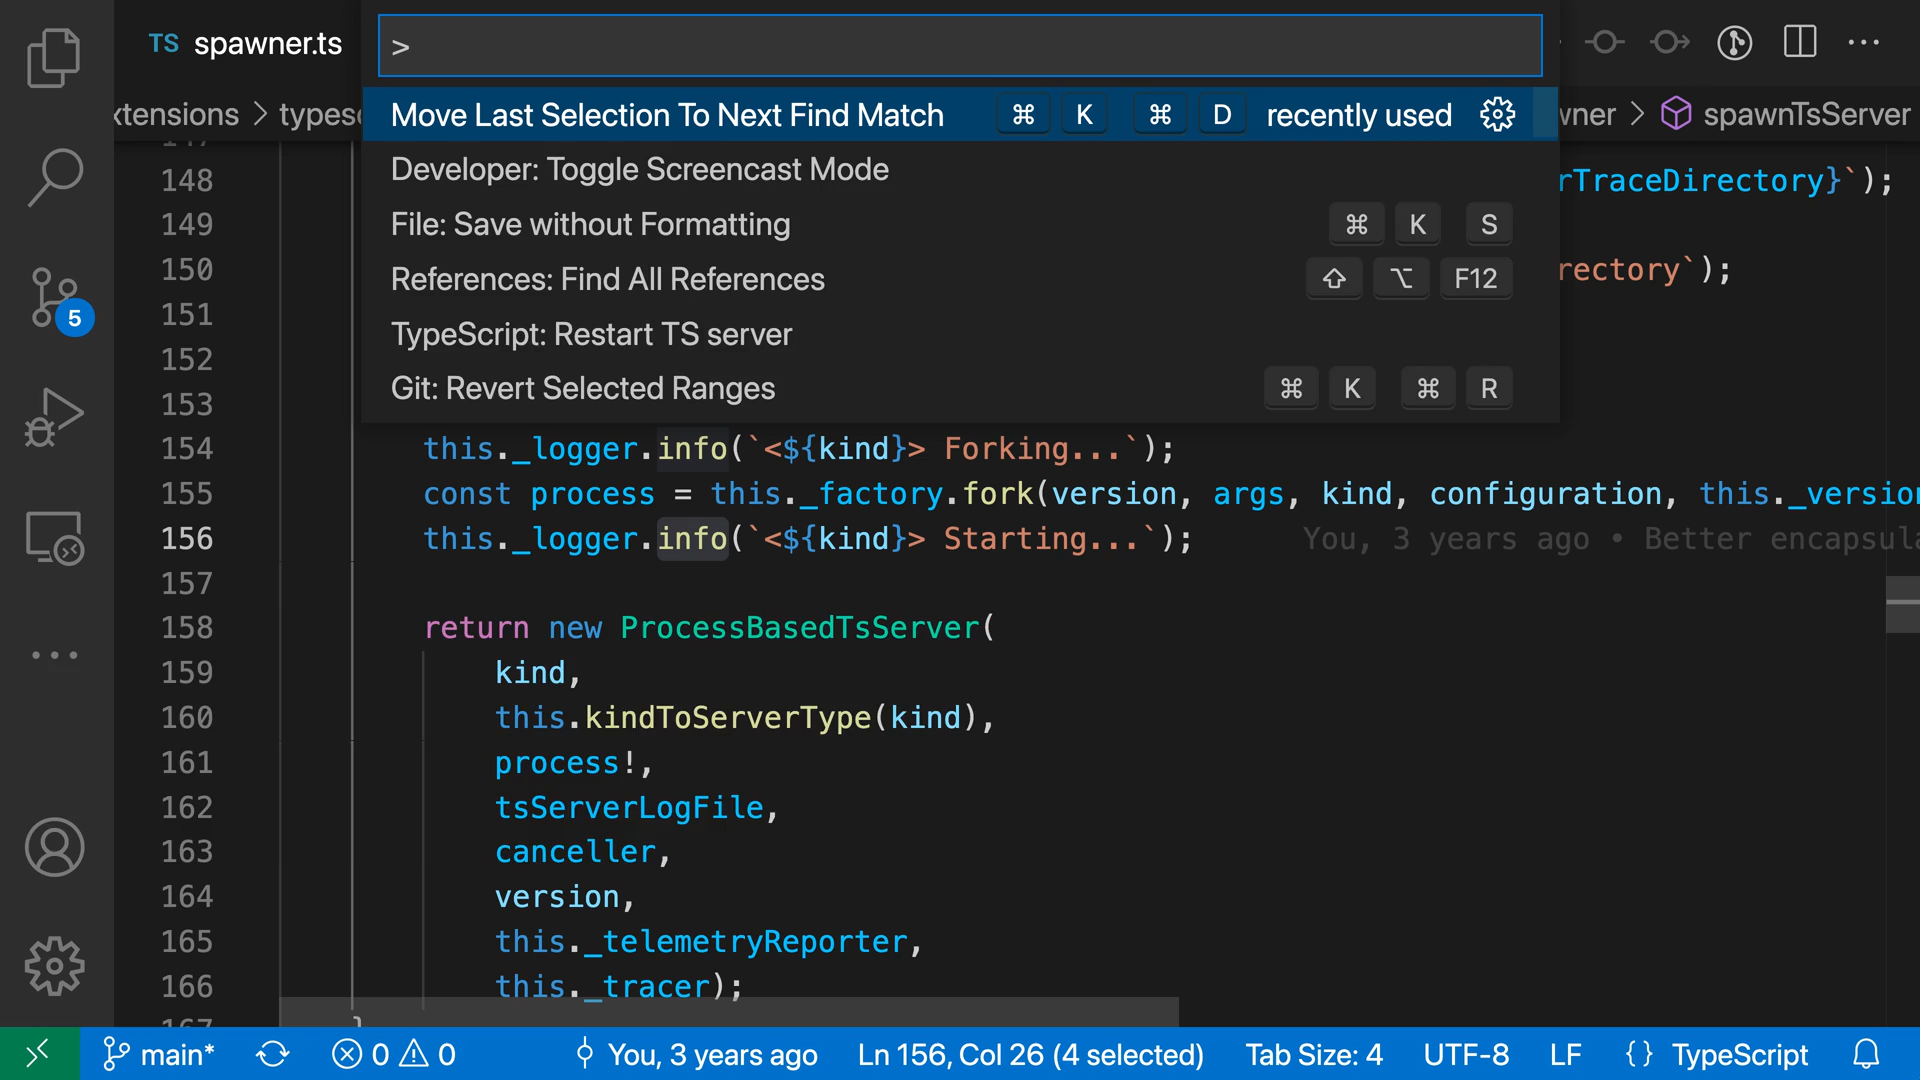 TS spawner.ts
>
xtensions > typesc
wner > spawnTsServer
Move Last Selection To Next Find Match ⌘ K ⌘ D recently used
Developer: Toggle Screencast Mode
File: Save without Formatting ⌘ K S
References: Find All References ⇧ ⌥ F12
TypeScript: Restart TS server
Git: Revert Selected Ranges ⌘ K ⌘ R
148 rTraceDirectory}`);
149
150 rectory`);
151
152
153
154 this._logger.info(`<${kind}> Forking...`);
155 const process = this._factory.fork(version, args, kind, configuration, this._version
156 this._logger.info(`<${kind}> Starting...`); You, 3 years ago • Better encapsula
157
158 return new ProcessBasedTsServer(
159 kind,
160 this.kindToServerType(kind),
161 process!,
162 tsServerLogFile,
163 canceller,
164 version,
165 this._telemetryReporter,
166 this._tracer);
167 }
5
main* 0 0 You, 3 years ago Ln 156, Col 26 (4 selected) Tab Size: 4 UTF-8 LF {} TypeScript